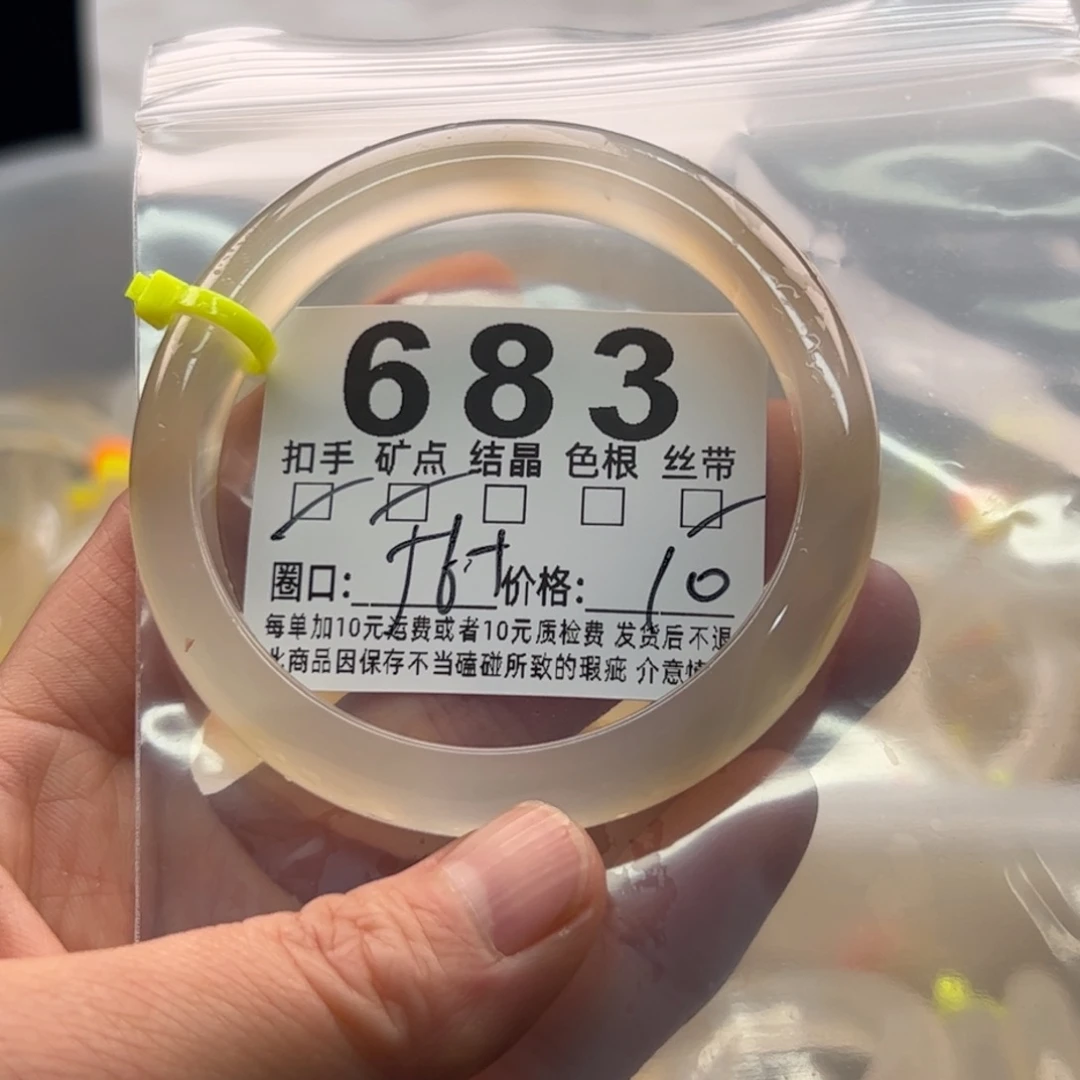 683
扣手 矿点 结晶 色根 丝带
圈口: 价格: 10
每单加10元运费或者10元质检费 发货后不退
此商品因保存不当磕碰所致的瑕疵 介意慎